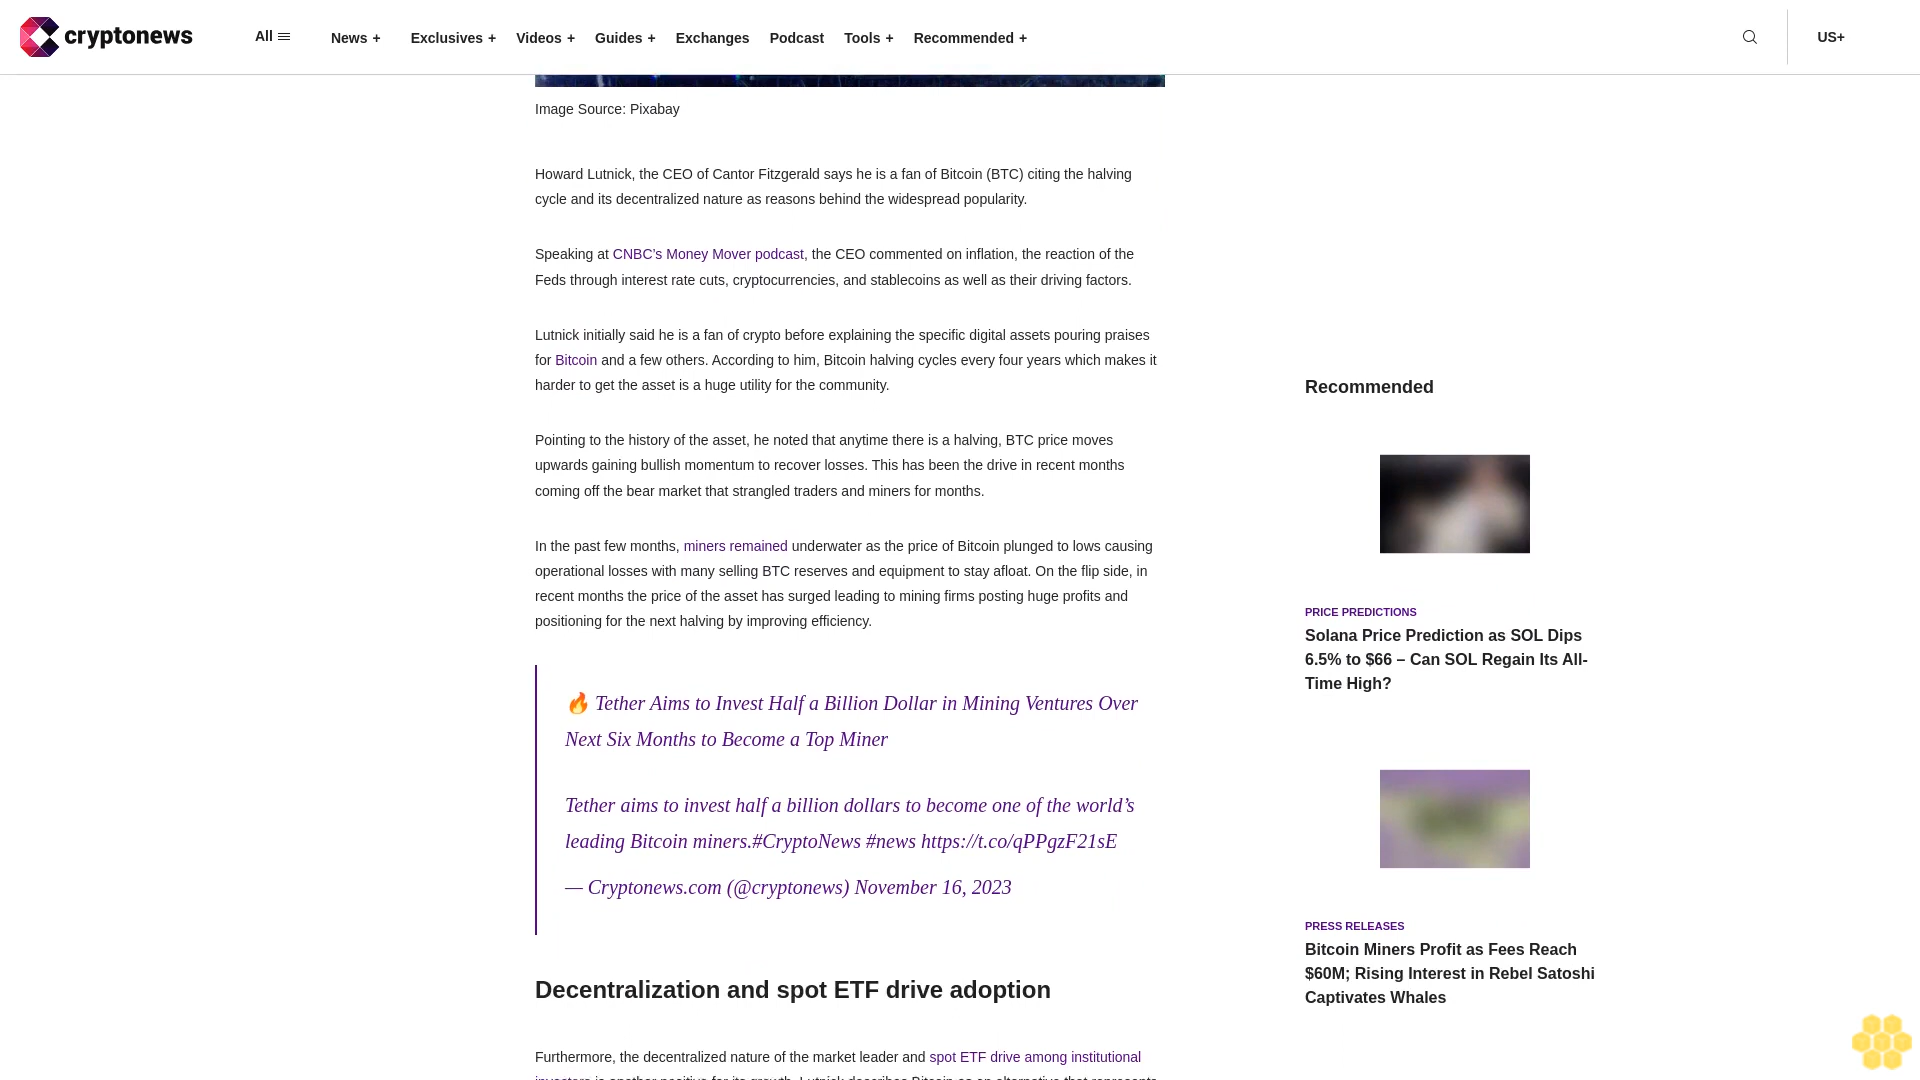 cryptonews
All
News +
Exclusives +
Videos +
Guides +
Exchanges
Podcast
Tools +
Recommended +
US+
Image Source: Pixabay
Howard Lutnick, the CEO of Cantor Fitzgerald says he is a fan of Bitcoin (BTC) citing the halving
cycle and its decentralized nature as reasons behind the widespread popularity.
Speaking at CNBC's Money Mover podcast, the CEO commented on inflation, the reaction of the
Feds through interest rate cuts, cryptocurrencies, and stablecoins as well as their driving factors.
Lutnick initially said he is a fan of crypto before explaining the specific digital assets pouring praises
for Bitcoin and a few others. According to him, Bitcoin halving cycles every four years which makes it
harder to get the asset is a huge utility for the community.
Pointing to the history of the asset, he noted that anytime there is a halving, BTC price moves
upwards gaining bullish momentum to recover losses. This has been the drive in recent months
coming off the bear market that strangled traders and miners for months.
In the past few months, miners remained underwater as the price of Bitcoin plunged to lows causing
operational losses with many selling BTC reserves and equipment to stay afloat. On the flip side, in
recent months the price of the asset has surged leading to mining firms posting huge profits and
positioning for the next halving by improving efficiency.
🔥 Tether Aims to Invest Half a Billion Dollar in Mining Ventures Over
Next Six Months to Become a Top Miner
Tether aims to invest half a billion dollars to become one of the world's
leading Bitcoin miners.#CryptoNews #news https://t.co/qPPgzF21sE
— Cryptonews.com (@cryptonews) November 16, 2023
Decentralization and spot ETF drive adoption
Furthermore, the decentralized nature of the market leader and spot ETF drive among institutional
investors is another positive for its growth. Lutnick describes Bitcoin as an alternative that represents
Recommended
PRICE PREDICTIONS
Solana Price Prediction as SOL Dips
6.5% to $66 – Can SOL Regain Its All-
Time High?
PRESS RELEASES
Bitcoin Miners Profit as Fees Reach
$60M; Rising Interest in Rebel Satoshi
Captivates Whales